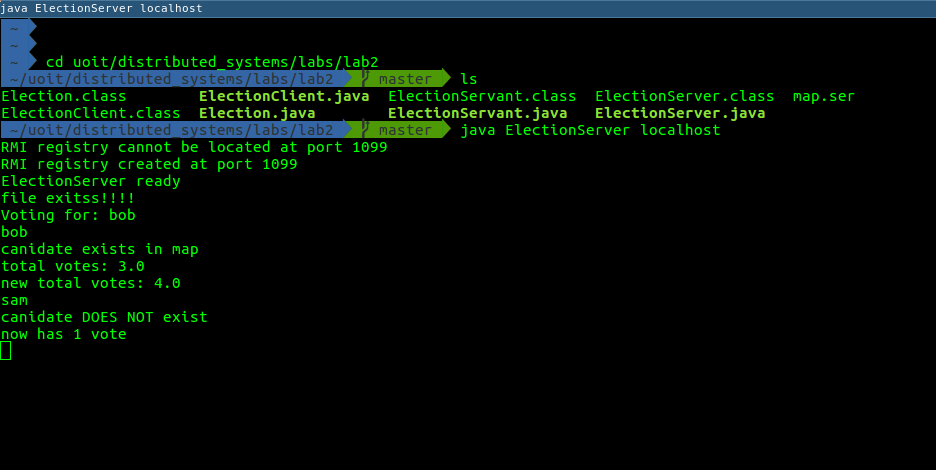 java ElectionServer localhost
~
~
~ cd uoit/distributed_systems/labs/lab2
~/uoit/distributed_systems/labs/lab2 master ls
Election.class ElectionClient.java ElectionServant.class ElectionServer.class map.ser
ElectionClient.class Election.java ElectionServant.java ElectionServer.java
~/uoit/distributed_systems/labs/lab2 master java ElectionServer localhost
RMI registry cannot be located at port 1099
RMI registry created at port 1099
ElectionServer ready
file exitss!!!!
Voting for: bob
bob
canidate exists in map
total votes: 3.0
new total votes: 4.0
sam
canidate DOES NOT exist
now has 1 vote